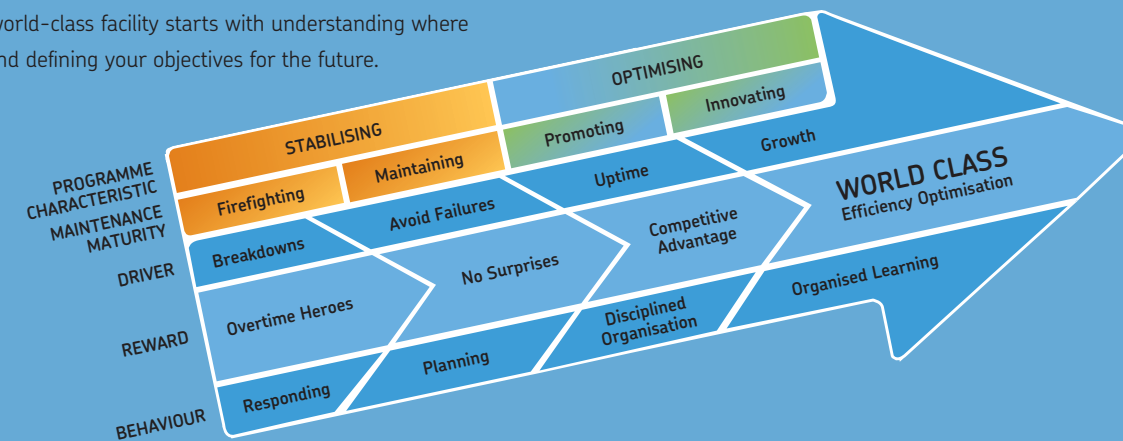 world-class facility starts with understanding where
nd defining your objectives for the future.
PROGRAMME
CHARACTERISTIC
STABILISING
OPTIMISING
MAINTENANCE
MATURITY
Firefighting
Maintaining
Promoting
Innovating
DRIVER
Breakdowns
Avoid Failures
Uptime
Growth
REWARD
Overtime Heroes
No Surprises
Competitive
Advantage
WORLD CLASS
Efficiency Optimisation
BEHAVIOUR
Responding
Planning
Disciplined
Organisation
Organised Learning